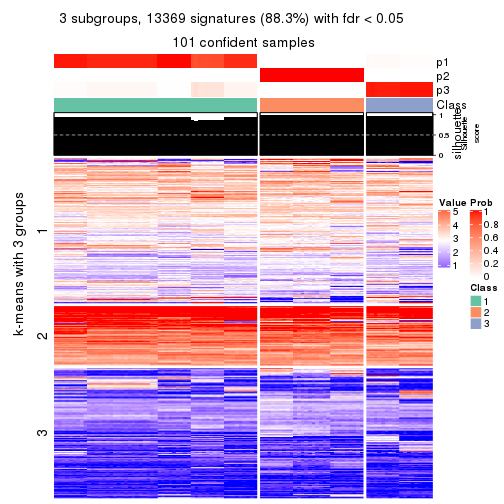 3 subgroups, 13369 signatures (88.3%) with fdr < 0.05
101 confident samples
p1
p2
p3
Class
1
0.5
0
silhouette
Silhouette
score
k-means with 3 groups
1
2
3
Value
5
4
3
2
1
Prob
1
0.8
0.6
0.4
0.2
0
Class
1
2
3